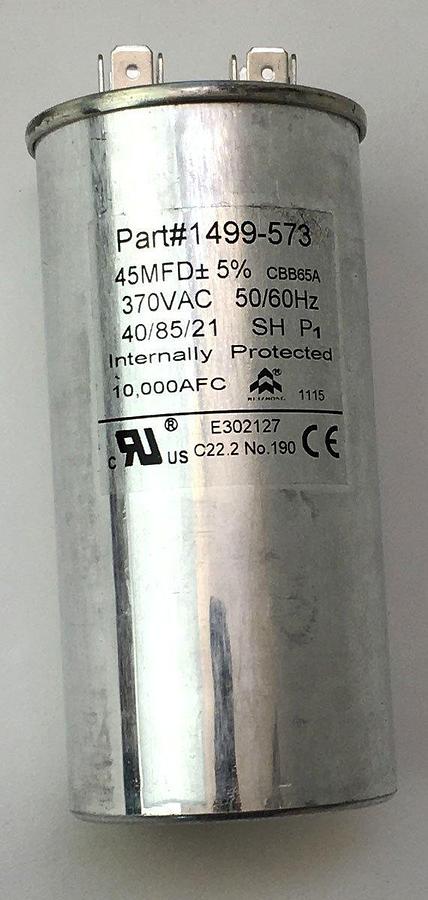 Part#1499-573
45MFD± 5% CBB65A
370VAC 50/60Hz
40/85/21 SH P1
Internally Protected
10,000AFC ® 1115
E302127
c RU ® US C22.2 No.190 CE